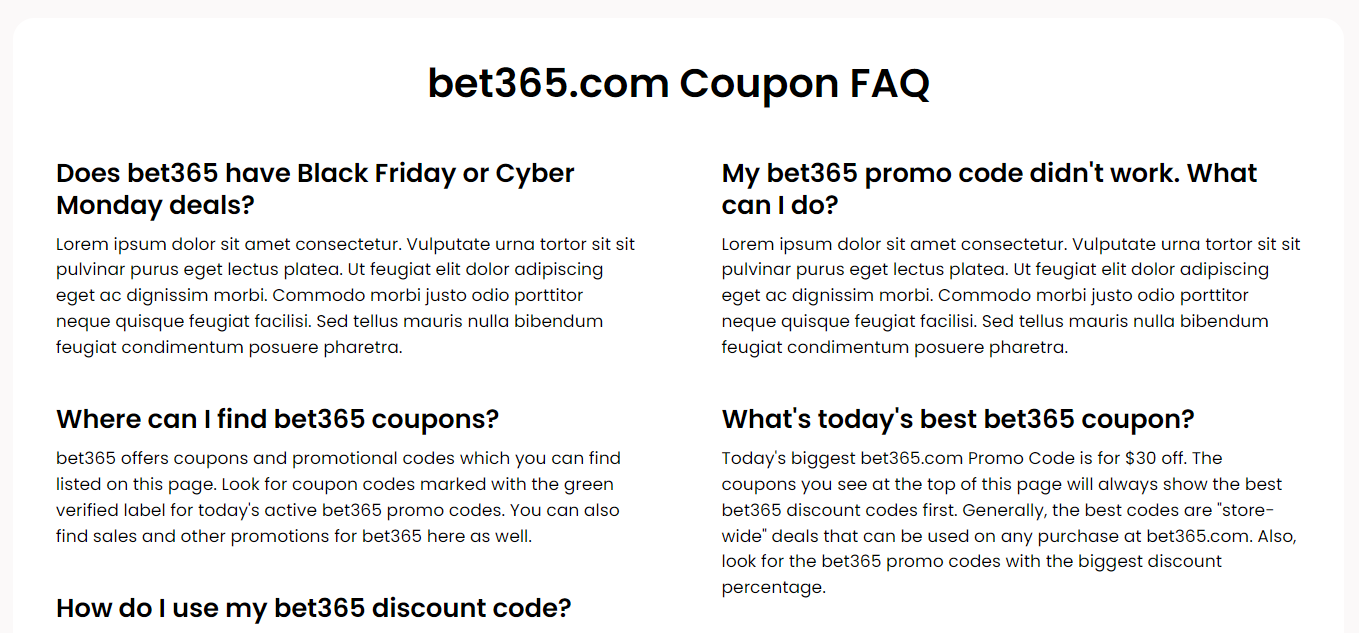 bet365.com Coupon FAQ
Does bet365 have Black Friday or Cyber
Monday deals?
Lorem ipsum dolor sit amet consectetur. Vulputate urna tortor sit sit
pulvinar purus eget lectus platea. Ut feugiat elit dolor adipiscing
eget ac dignissim morbi. Commodo morbi justo odio porttitor
neque quisque feugiat facilisi. Sed tellus mauris nulla bibendum
feugiat condimentum posuere pharetra.
Where can I find bet365 coupons?
bet365 offers coupons and promotional codes which you can find
listed on this page. Look for coupon codes marked with the green
verified label for today's active bet365 promo codes. You can also
find sales and other promotions for bet365 here as well.
How do I use my bet365 discount code?
My bet365 promo code didn't work. What
can I do?
Lorem ipsum dolor sit amet consectetur. Vulputate urna tortor sit sit
pulvinar purus eget lectus platea. Ut feugiat elit dolor adipiscing
eget ac dignissim morbi. Commodo morbi justo odio porttitor
neque quisque feugiat facilisi. Sed tellus mauris nulla bibendum
feugiat condimentum posuere pharetra.
What's today's best bet365 coupon?
Today's biggest bet365.com Promo Code is for $30 off. The
coupons you see at the top of this page will always show the best
bet365 discount codes first. Generally, the best codes are "store-
wide" deals that can be used on any purchase at bet365.com. Also,
look for the bet365 promo codes with the biggest discount
percentage.